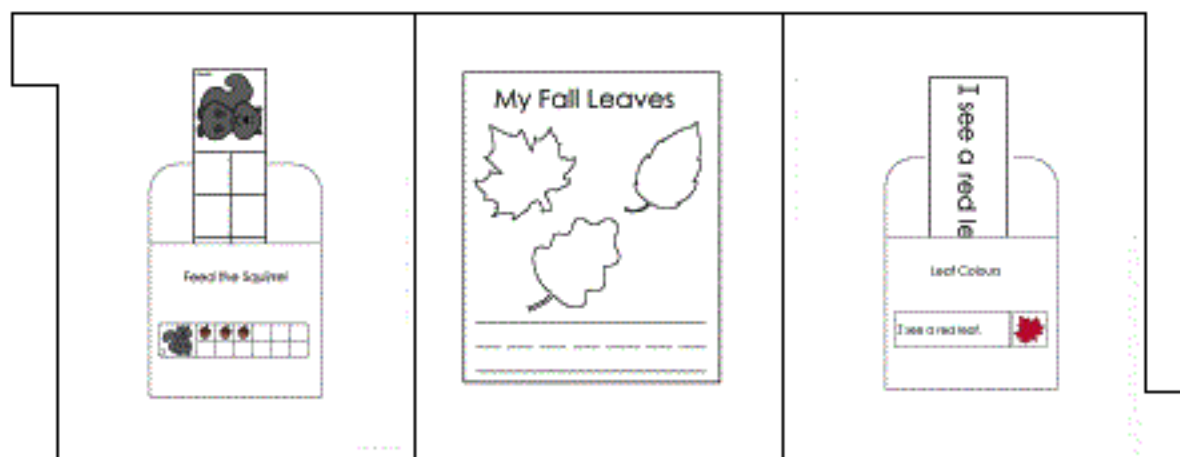 Feed the Squirrel
My Fall Leaves
I see a red le
Leaf Colours
I see a red leaf.